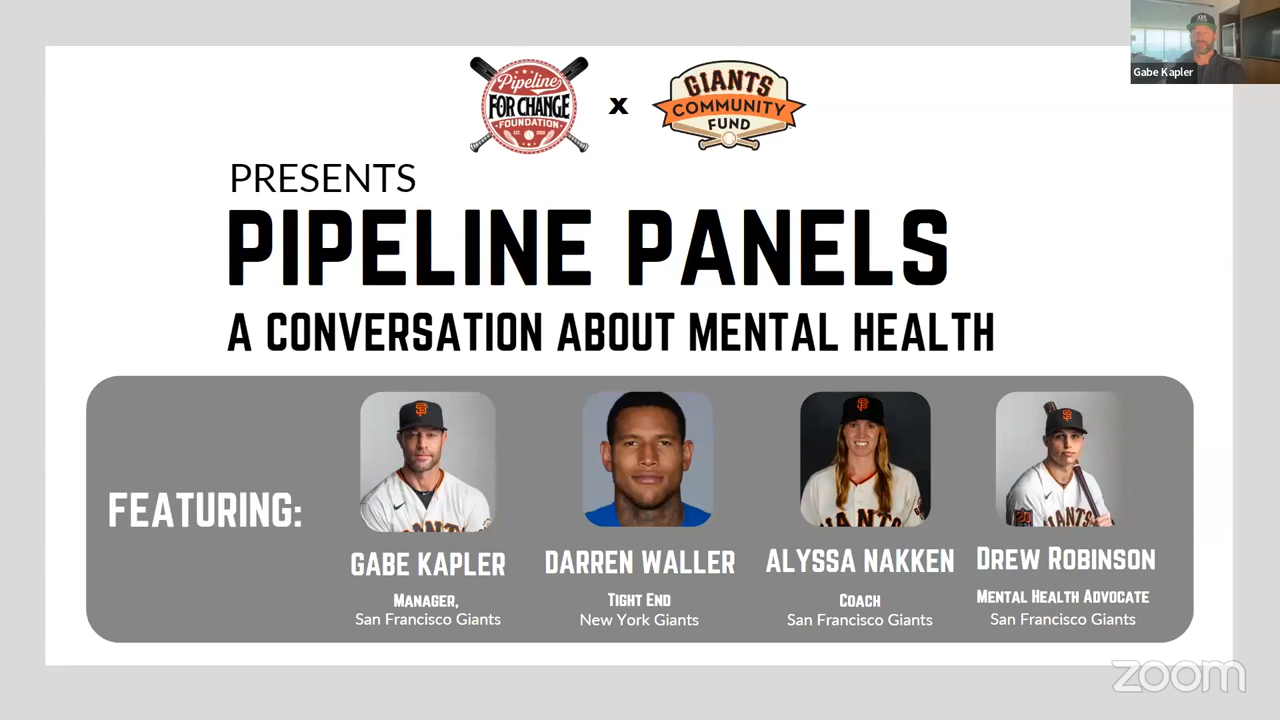 Gabe Kapler
Pipeline
FOR CHANGE
FOUNDATION
x
GIANTS
COMMUNITY
FUND
PRESENTS
PIPELINE PANELS
A CONVERSATION ABOUT MENTAL HEALTH
FEATURING:
GABE KAPLER
MANAGER,
San Francisco Giants
DARREN WALLER
TIGHT END
New York Giants
ALYSSA NAKKEN
COACH
San Francisco Giants
DREW ROBINSON
MENTAL HEALTH ADVOCATE
San Francisco Giants
zoom